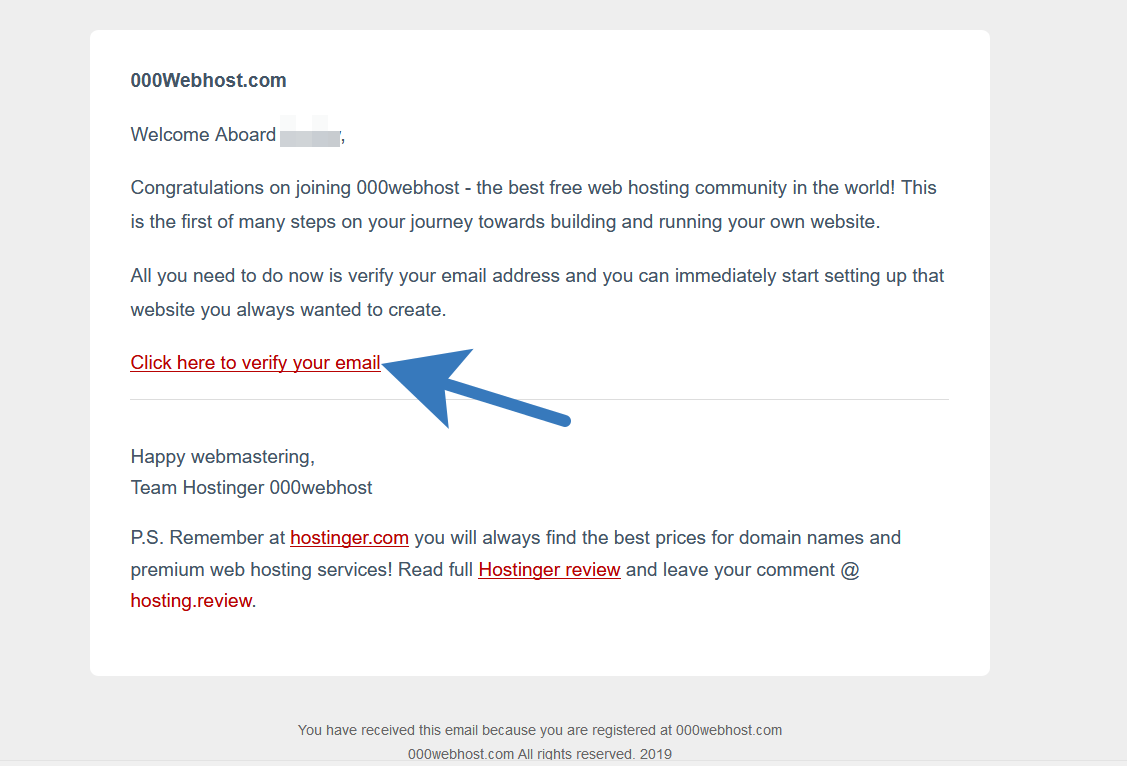 000Webhost.com
Welcome Aboard ,
Congratulations on joining 000webhost - the best free web hosting community in the world! This
is the first of many steps on your journey towards building and running your own website.
All you need to do now is verify your email address and you can immediately start setting up that
website you always wanted to create.
Click here to verify your email
Happy webmastering,
Team Hostinger 000webhost
P.S. Remember at hostinger.com you will always find the best prices for domain names and
premium web hosting services! Read full Hostinger review and leave your comment @
hosting.review.
You have received this email because you are registered at 000webhost.com
000webhost.com All rights reserved. 2019